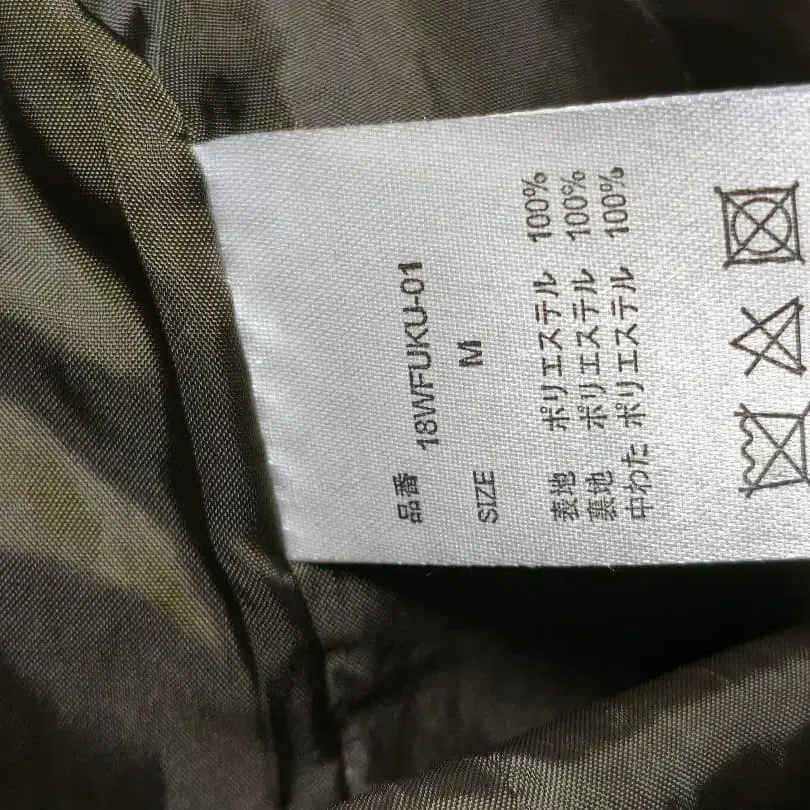 品番 18WFUKU-01
SIZE M
表地 ポリエステル 100%
裏地 ポリエステル 100%
中わた ポリエステル 100%